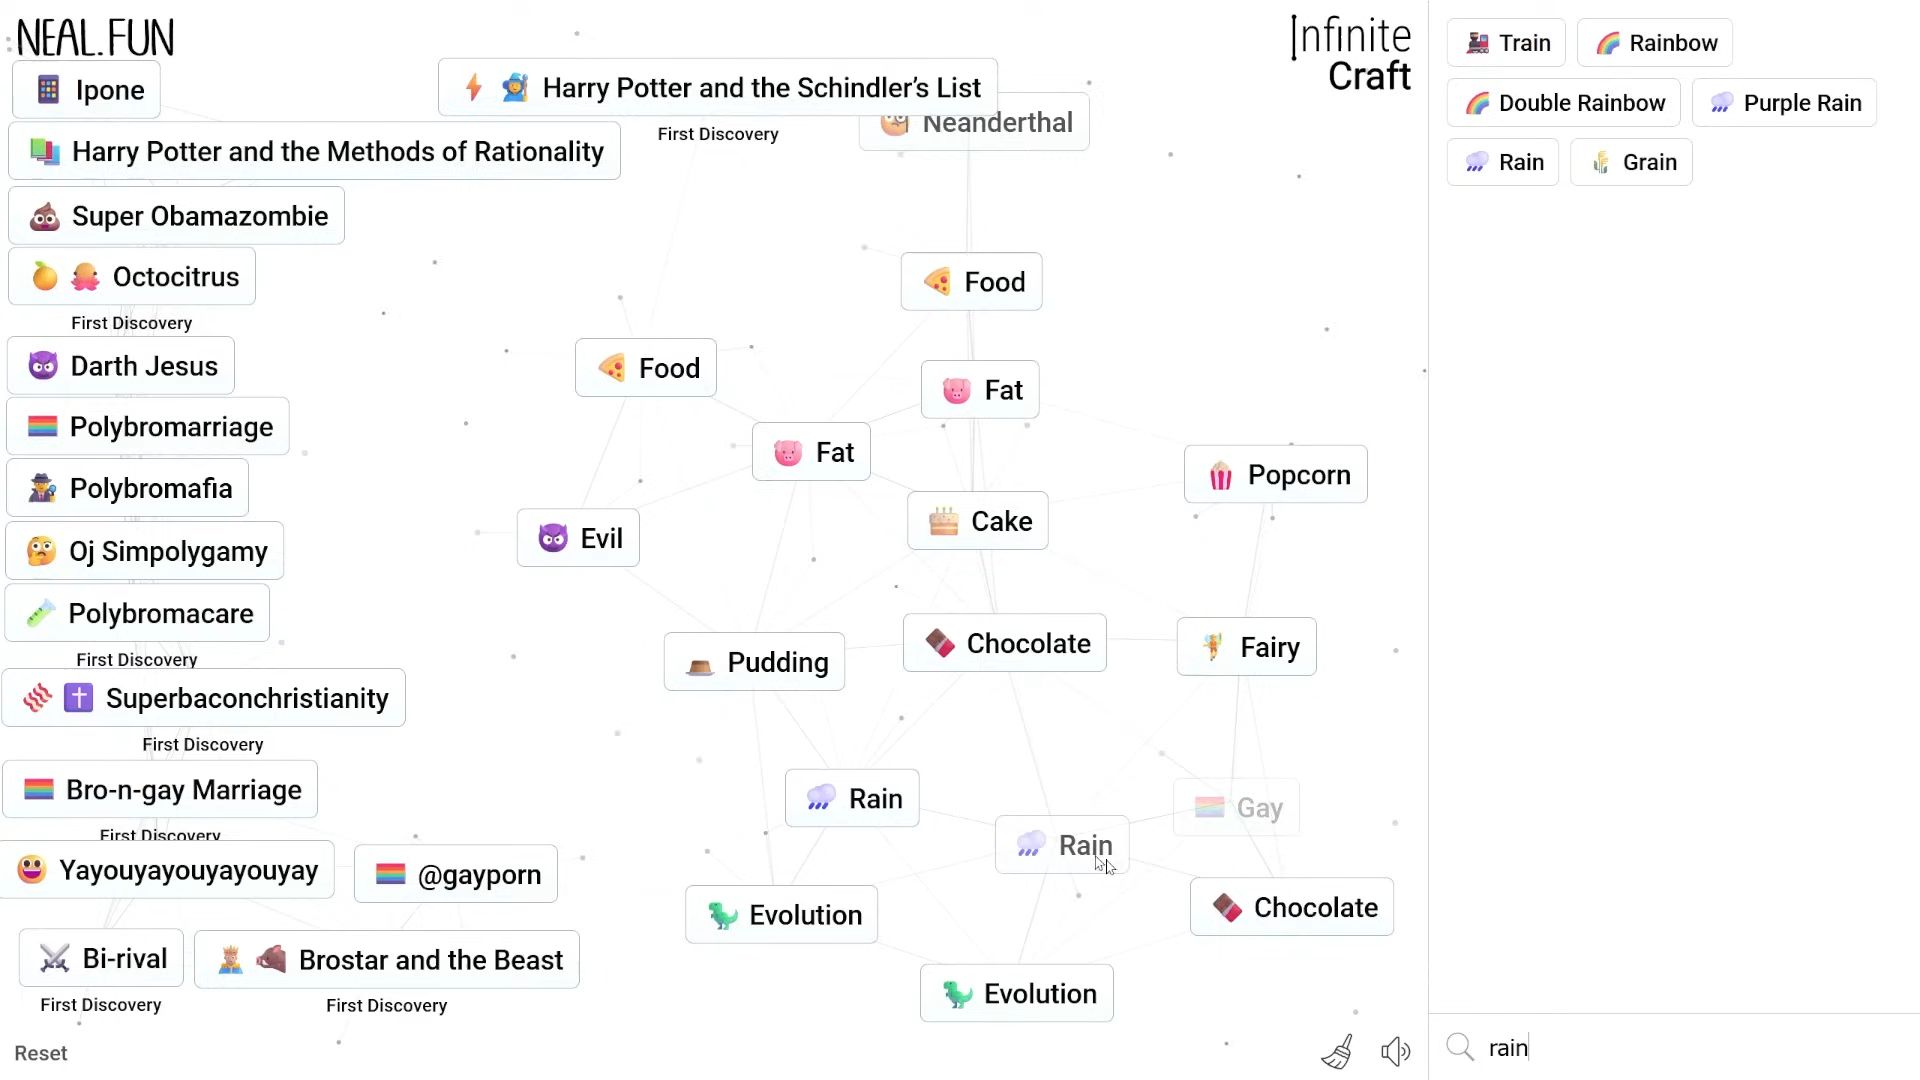 NEAL.FUN
Infinite
Craft
Ipone
Harry Potter and the Schindler’s List
First Discovery
Neanderthal
Harry Potter and the Methods of Rationality
Super Obamazombie
Octocitrus
First Discovery
Darth Jesus
Polybromarriage
Polybromafia
Oj Simpolygamy
Polybromacare
First Discovery
Superbaconchristianity
First Discovery
Bro-n-gay Marriage
First Discovery
Yayouyayouyayouyay
@gayporn
Bi-rival
First Discovery
Brostar and the Beast
First Discovery
Reset
Food
Food
Fat
Fat
Popcorn
Cake
Evil
Chocolate
Fairy
Pudding
Rain
Gay
Rain
Chocolate
Evolution
Evolution
Train
Rainbow
Double Rainbow
Purple Rain
Rain
Grain
rain